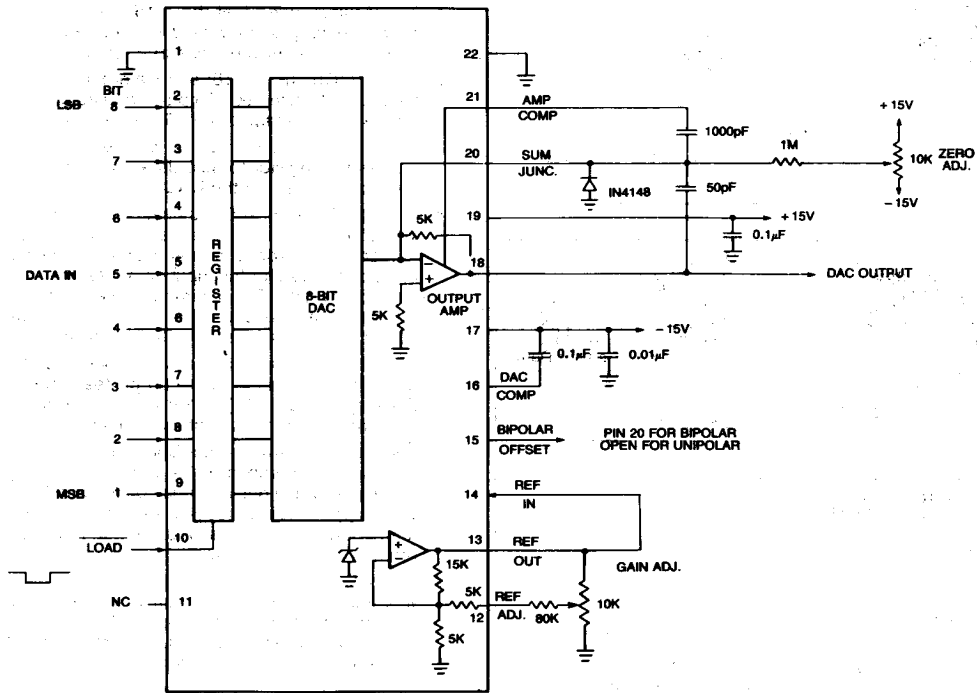 1
22
21
BIT
LSB
8
2
AMP
COMP
1000pF
+15V
7
3
20
SUM
JUNC.
1M
10K
ZERO
ADJ.
IN4148
50pF
-15V
6
4
5K
19
+15V
0.1µF
DATA IN
5
5
REGISTER
8-BIT
DAC
-
+
18
DAC OUTPUT
OUTPUT
AMP
5K
4
6
17
-15V
0.1µF
0.01µF
3
7
16
DAC
COMP
2
8
15
BIPOLAR
OFFSET
PIN 20 FOR BIPOLAR
OPEN FOR UNIPOLAR
MSB
1
9
14
REF
IN
LOAD
10
+
-
13
REF
OUT
GAIN ADJ.
15K
NC
11
5K
12
REF
ADJ.
80K
10K
5K